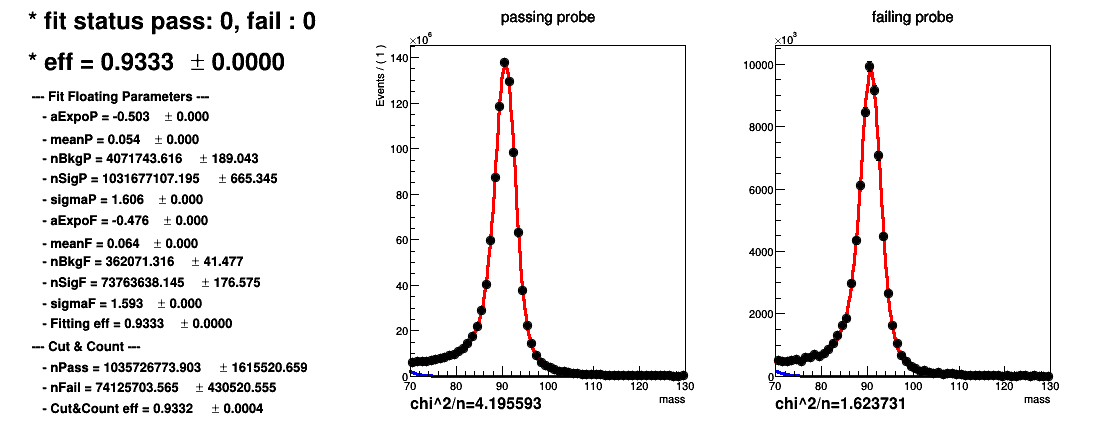 * fit status pass: 0, fail : 0
* eff = 0.9333 ± 0.0000
--- Fit Floating Parameters ---
- aExpoP = -0.503 ± 0.000
- meanP = 0.054 ± 0.000
- nBkgP = 4071743.616 ± 189.043
- nSigP = 1031677107.195 ± 665.345
- sigmaP = 1.606 ± 0.000
- aExpoF = -0.476 ± 0.000
- meanF = 0.064 ± 0.000
- nBkgF = 362071.316 ± 41.477
- nSigF = 73763638.145 ± 176.575
- sigmaF = 1.593 ± 0.000
- Fitting eff = 0.9333 ± 0.0000
--- Cut & Count ---
- nPass = 1035726773.903 ± 1615520.659
- nFail = 74125703.565 ± 430520.555
- Cut&Count eff = 0.9332 ± 0.0004
passing probe
×10⁶
Events / ( 1 )
140
120
100
80
60
40
20
0
70 80 90 100 110 120 130
mass
chi^2/n=4.195593
failing probe
×10³
10000
8000
6000
4000
2000
0
70 80 90 100 110 120 130
mass
chi^2/n=1.623731